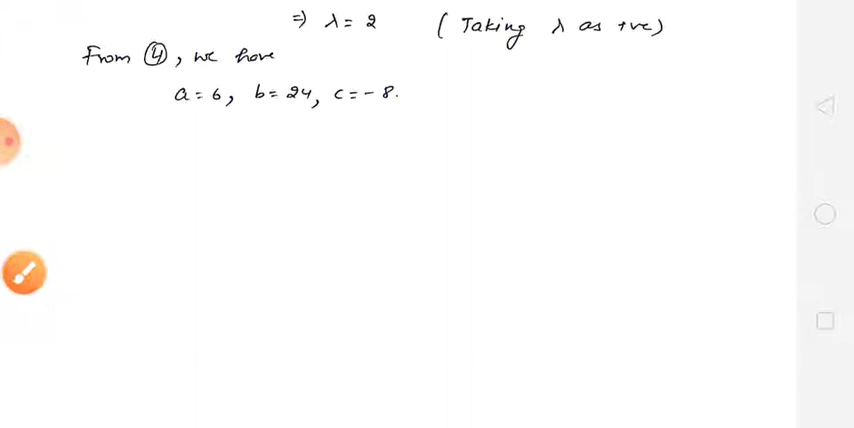 ⇒ λ = 2 ( Taking λ as +ve)
From ④, we have
a = 6, b = 24, c = - 8.